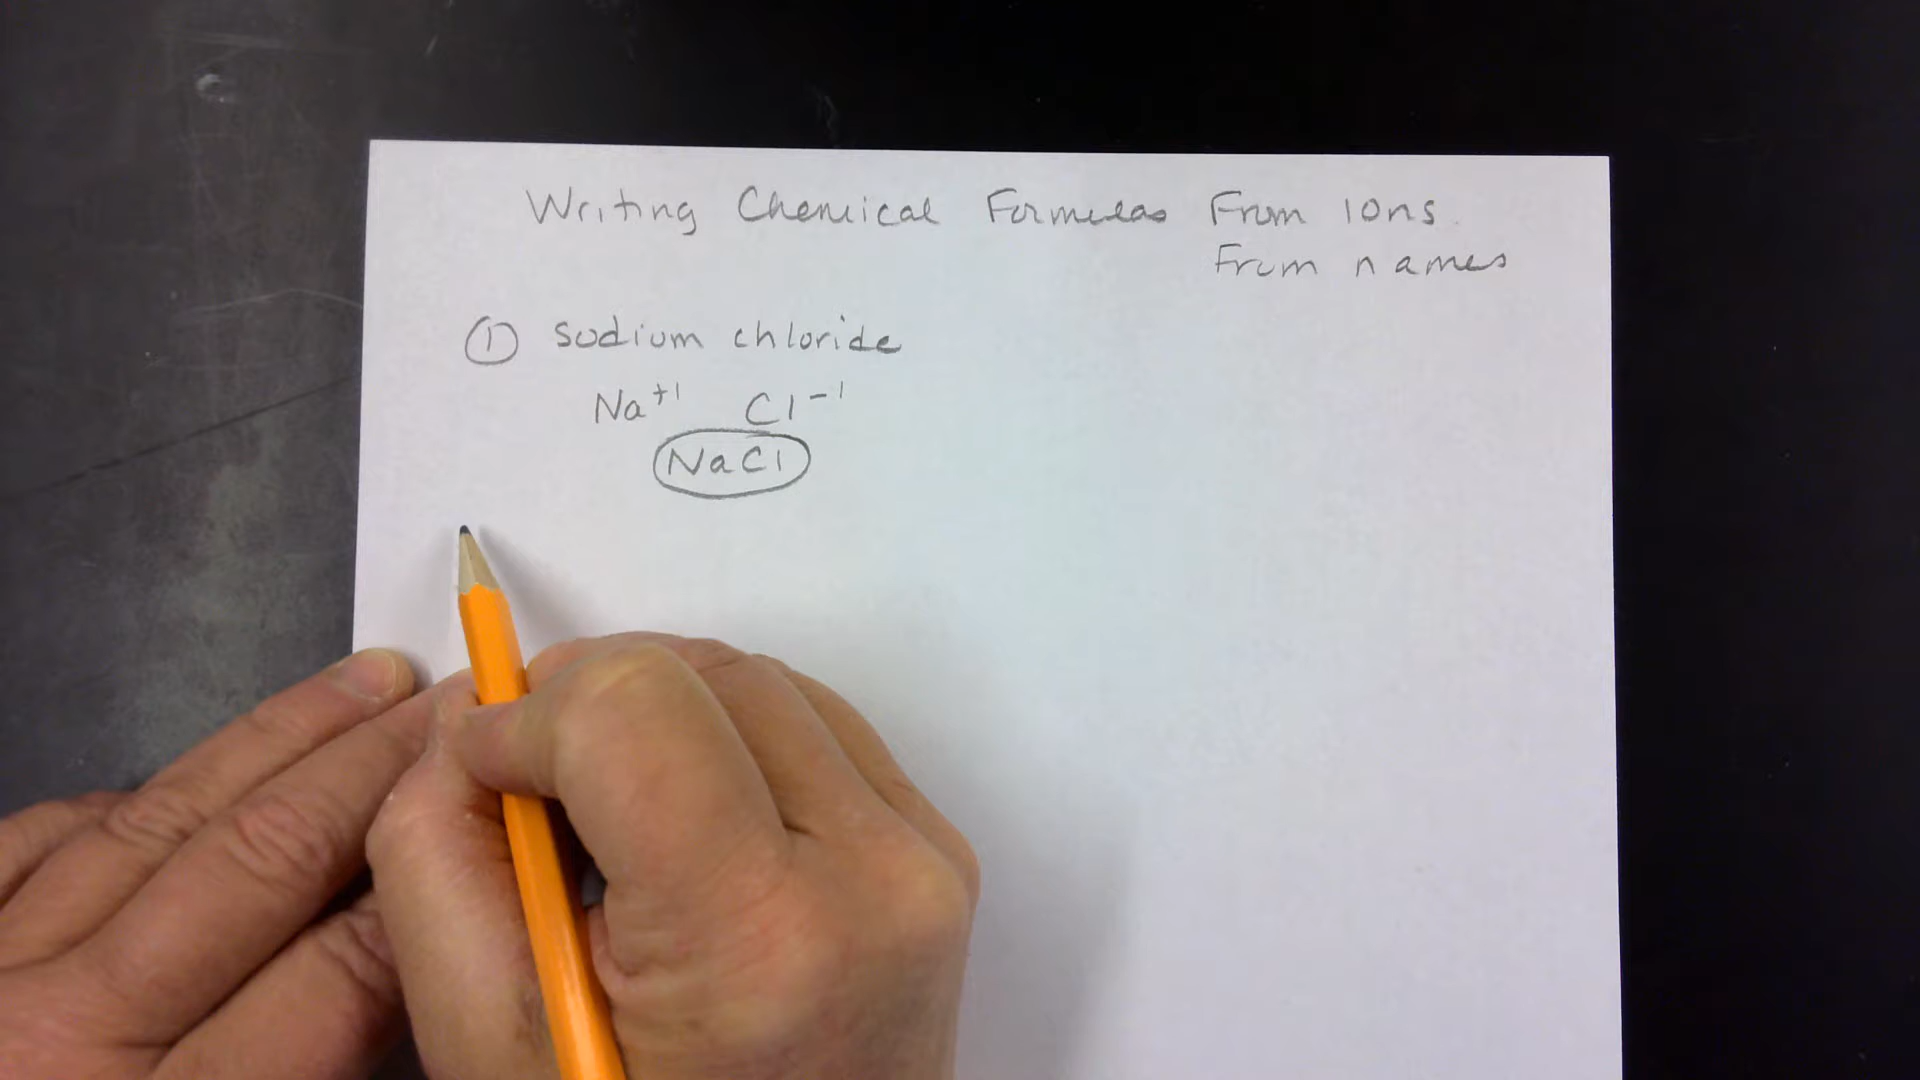 Writing Chemical Formulas From Ions.
From names
① sodium chloride
Na⁺¹ Cl⁻¹
NaCl